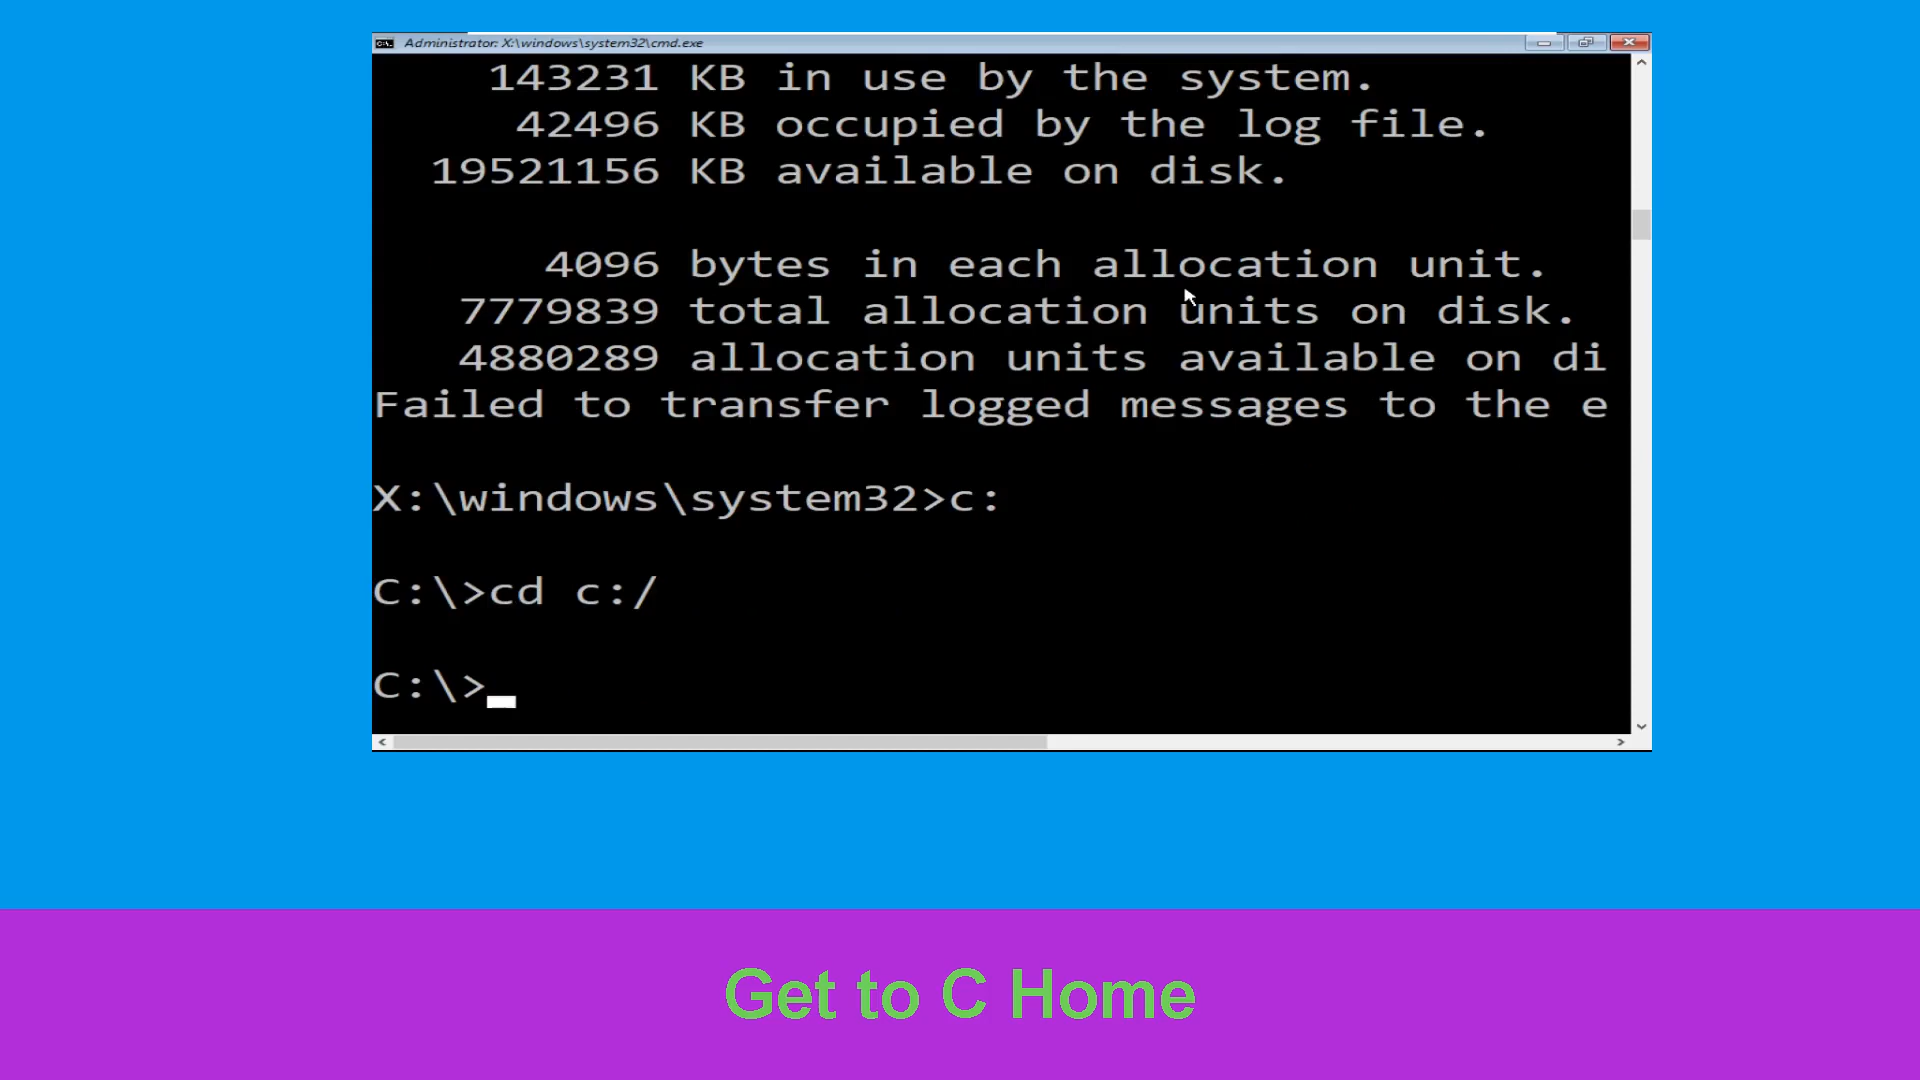 Administrator: X:\windows\system32\cmd.exe
143231 KB in use by the system.
42496 KB occupied by the log file.
19521156 KB available on disk.
4096 bytes in each allocation unit.
7779839 total allocation units on disk.
4880289 allocation units available on di
Failed to transfer logged messages to the e
X:\windows\system32>c:
C:\>cd c:/
C:\>
Get to C Home